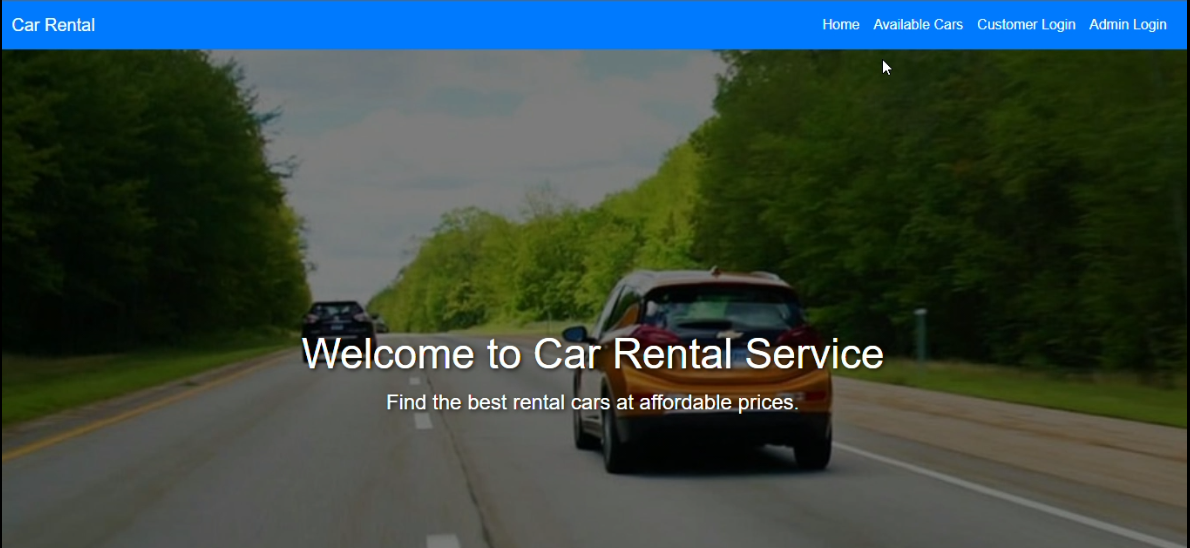 Car Rental
Home Available Cars Customer Login Admin Login
Welcome to Car Rental Service
Find the best rental cars at affordable prices.